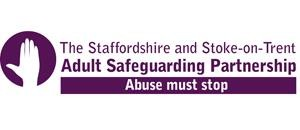 The Staffordshire and Stoke-on-Trent
Adult Safeguarding Partnership
Abuse must stop